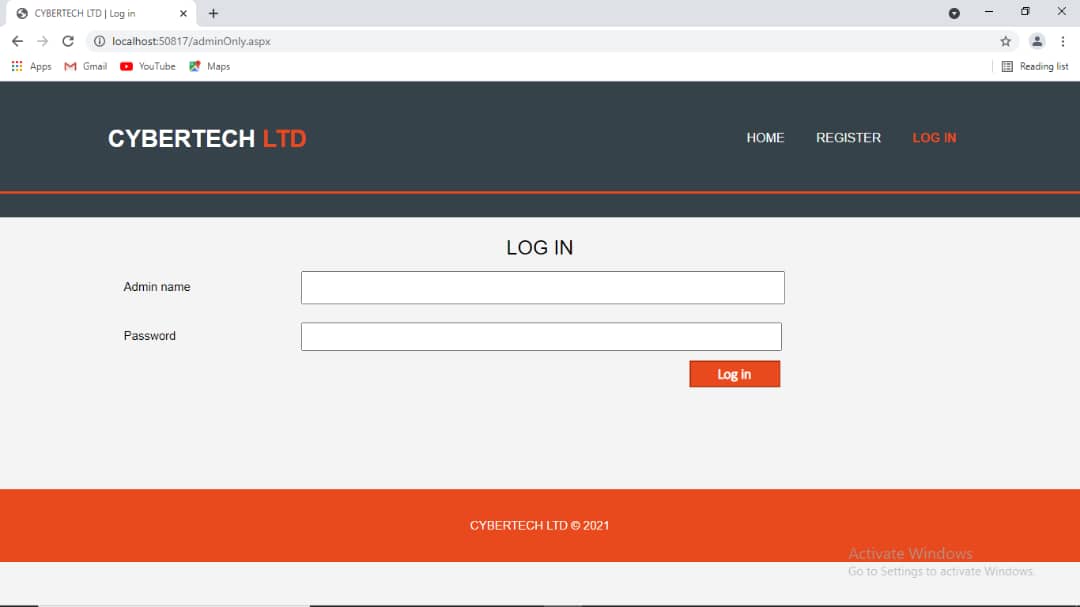 CYBERTECH LTD | Log in
localhost:50817/adminOnly.aspx
Apps Gmail YouTube Maps Reading list
CYBERTECH LTD HOME REGISTER LOG IN
LOG IN
Admin name
Password
Log in
CYBERTECH LTD © 2021
Activate Windows
Go to Settings to activate Windows.